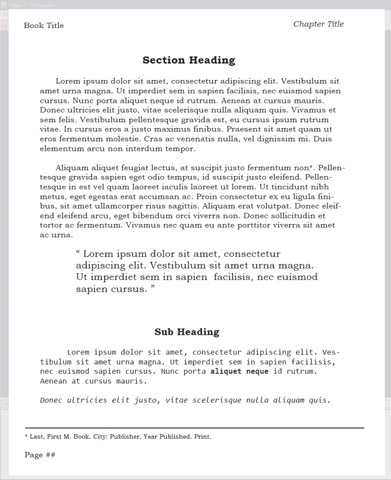 Book Title
Chapter Title
Section Heading
Lorem ipsum dolor sit amet, consectetur adipiscing elit. Vestibulum sit
amet urna magna. Ut imperdiet sem in sapien facilisis, nec euismod sapien
cursus. Nunc porta aliquet neque id rutrum. Aenean at cursus mauris.
Donec ultricies elit justo, vitae scelerisque nulla aliquam quis. Vivamus et
sem felis. Vestibulum pellentesque gravida est, eu cursus ipsum rutrum
vitae. In cursus eros a justo maximus finibus. Praesent sit amet quam ut
eros fermentum molestie. Cras ac venenatis nulla, vel dignissim mi. Duis
elementum arcu non interdum tempor.
Aliquam aliquet feugiat lectus, at suscipit justo fermentum non*. Pellen-
tesque gravida sapien eget odio tempus, id suscipit justo eleifend. Pellen-
tesque in est vel quam laoreet iaculis laoreet ut lorem. Ut tincidunt nibh
metus, eget egestas erat accumsan ac. Proin consectetur ex eu ligula fini-
bus, sit amet ullamcorper risus sagittis. Aliquam erat volutpat. Donec eleif-
end eleifend arcu, eget bibendum orci viverra non. Donec sollicitudin et
tortor ac fermentum. Vivamus nec quam eu ante porttitor viverra sit amet
ac urna.
“ Lorem ipsum dolor sit amet, consectetur
adipiscing elit. Vestibulum sit amet urna magna.
Ut imperdiet sem in sapien facilisis, nec euismod
sapien cursus. ”
Sub Heading
Lorem ipsum dolor sit amet, consectetur adipiscing elit. Ves-
tibulum sit amet urna magna. Ut imperdiet sem in sapien facilisis,
nec euismod sapien cursus. Nunc porta aliquet neque id rutrum.
Aenean at cursus mauris.
Donec ultricies elit justo, vitae scelerisque nulla aliquam quis.
* Last, First M. Book. City: Publisher, Year Published. Print.
Page ##